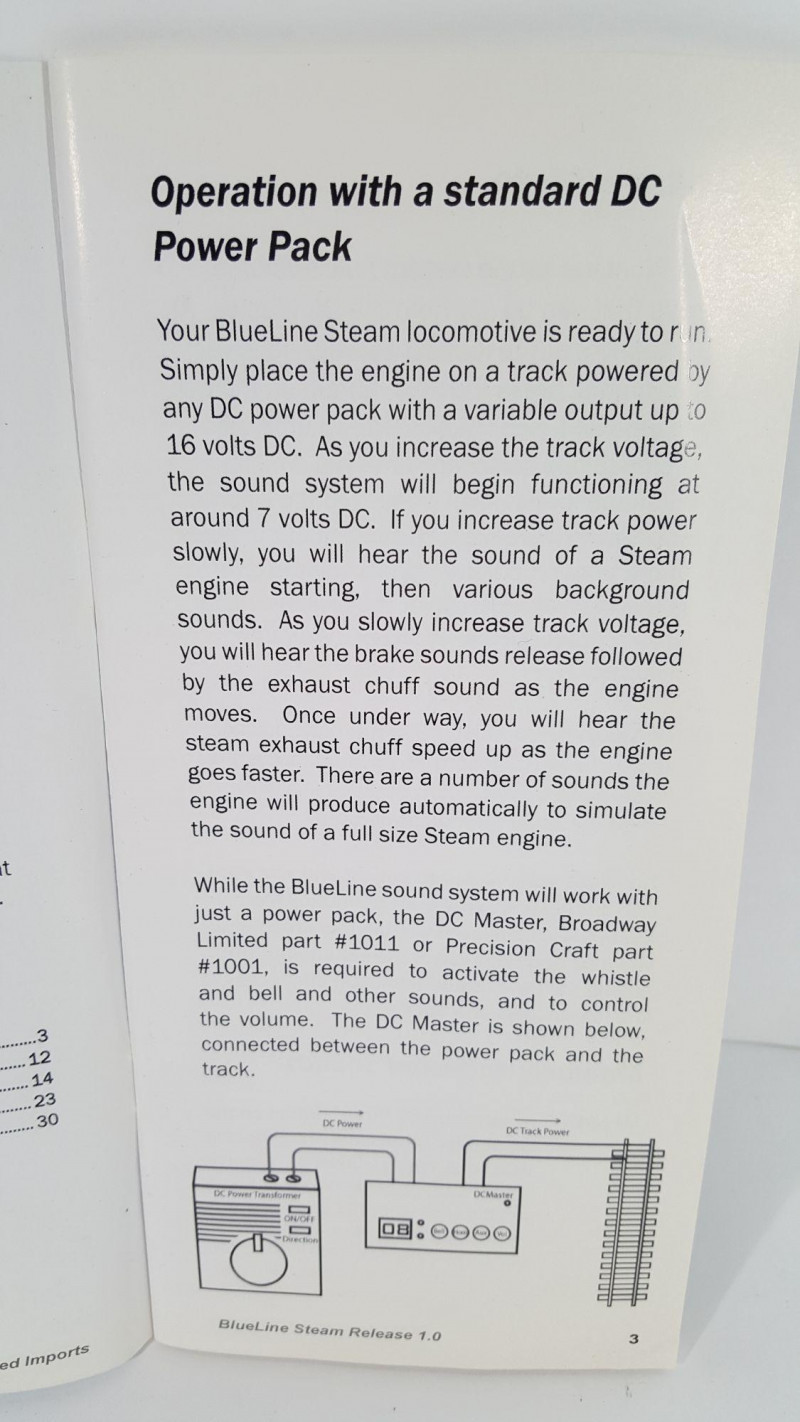 Operation with a standard DC
Power Pack
Your BlueLine Steam locomotive is ready to run.
Simply place the engine on a track powered by
any DC power pack with a variable output up to
16 volts DC. As you increase the track voltage,
the sound system will begin functioning at
around 7 volts DC. If you increase track power
slowly, you will hear the sound of a Steam
engine starting, then various background
sounds. As you slowly increase track voltage,
you will hear the brake sounds release followed
by the exhaust chuff sound as the engine
moves. Once under way, you will hear the
steam exhaust chuff speed up as the engine
goes faster. There are a number of sounds the
engine will produce automatically to simulate
the sound of a full size Steam engine.
While the BlueLine sound system will work with
just a power pack, the DC Master, Broadway
Limited part #1011 or Precision Craft part
#1001, is required to activate the whistle
and bell and other sounds, and to control
the volume. The DC Master is shown below,
connected between the power pack and the
track.
DC Power
DC Track Power
DC Power Transformer
ON/OFF
Direction
DCMaster
08
BlueLine Steam Release 1.0
3
........3
......12
.......14
........23
........30
ed Imports